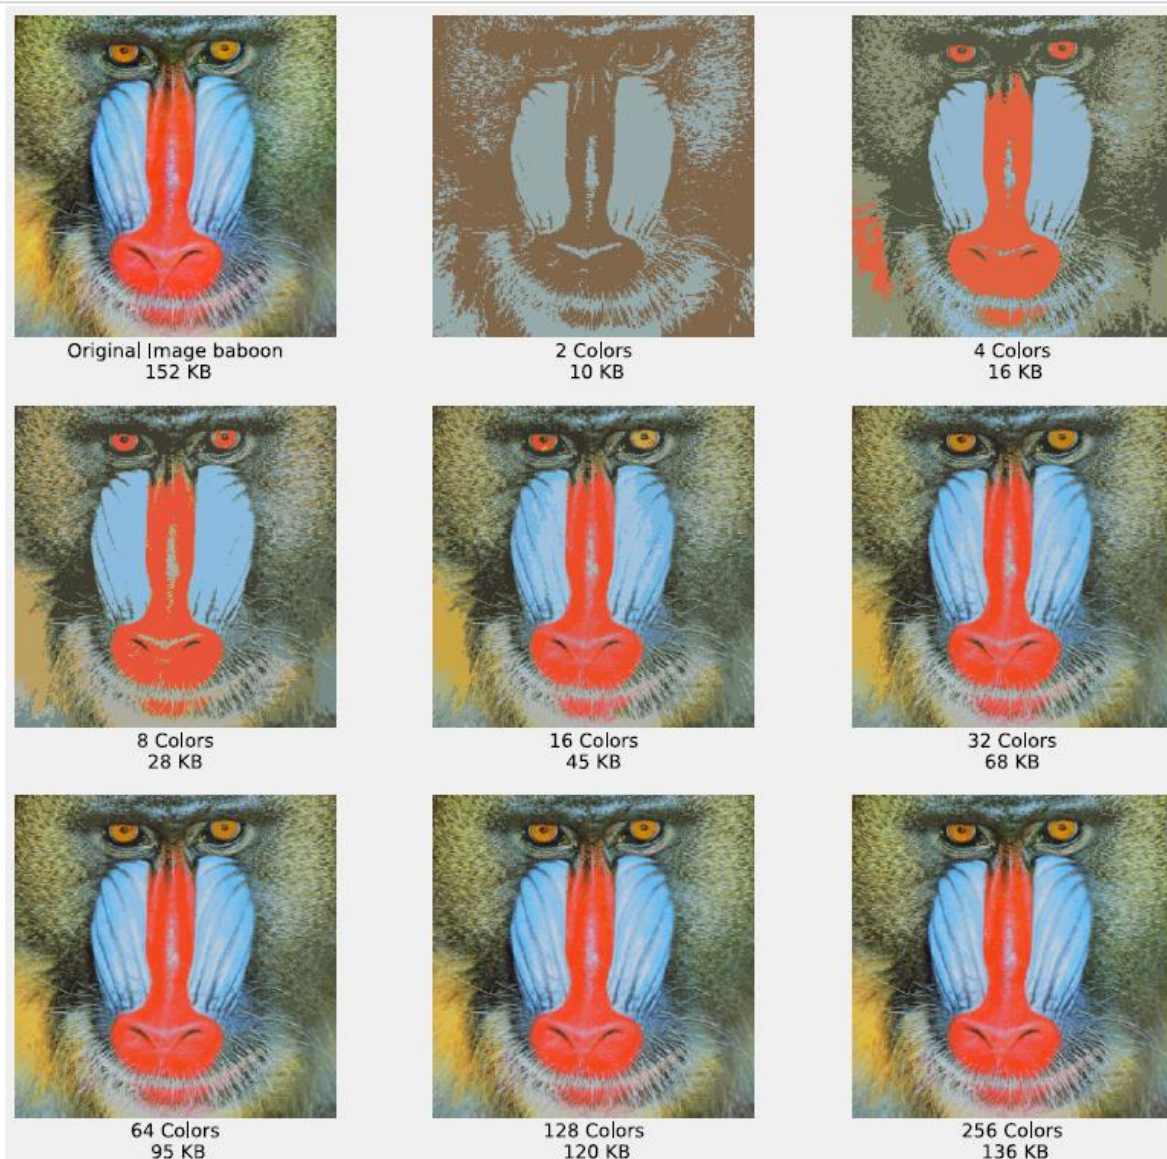 Original Image baboon
152 KB
2 Colors
10 KB
4 Colors
16 KB
8 Colors
28 KB
16 Colors
45 KB
32 Colors
68 KB
64 Colors
95 KB
128 Colors
120 KB
256 Colors
136 KB